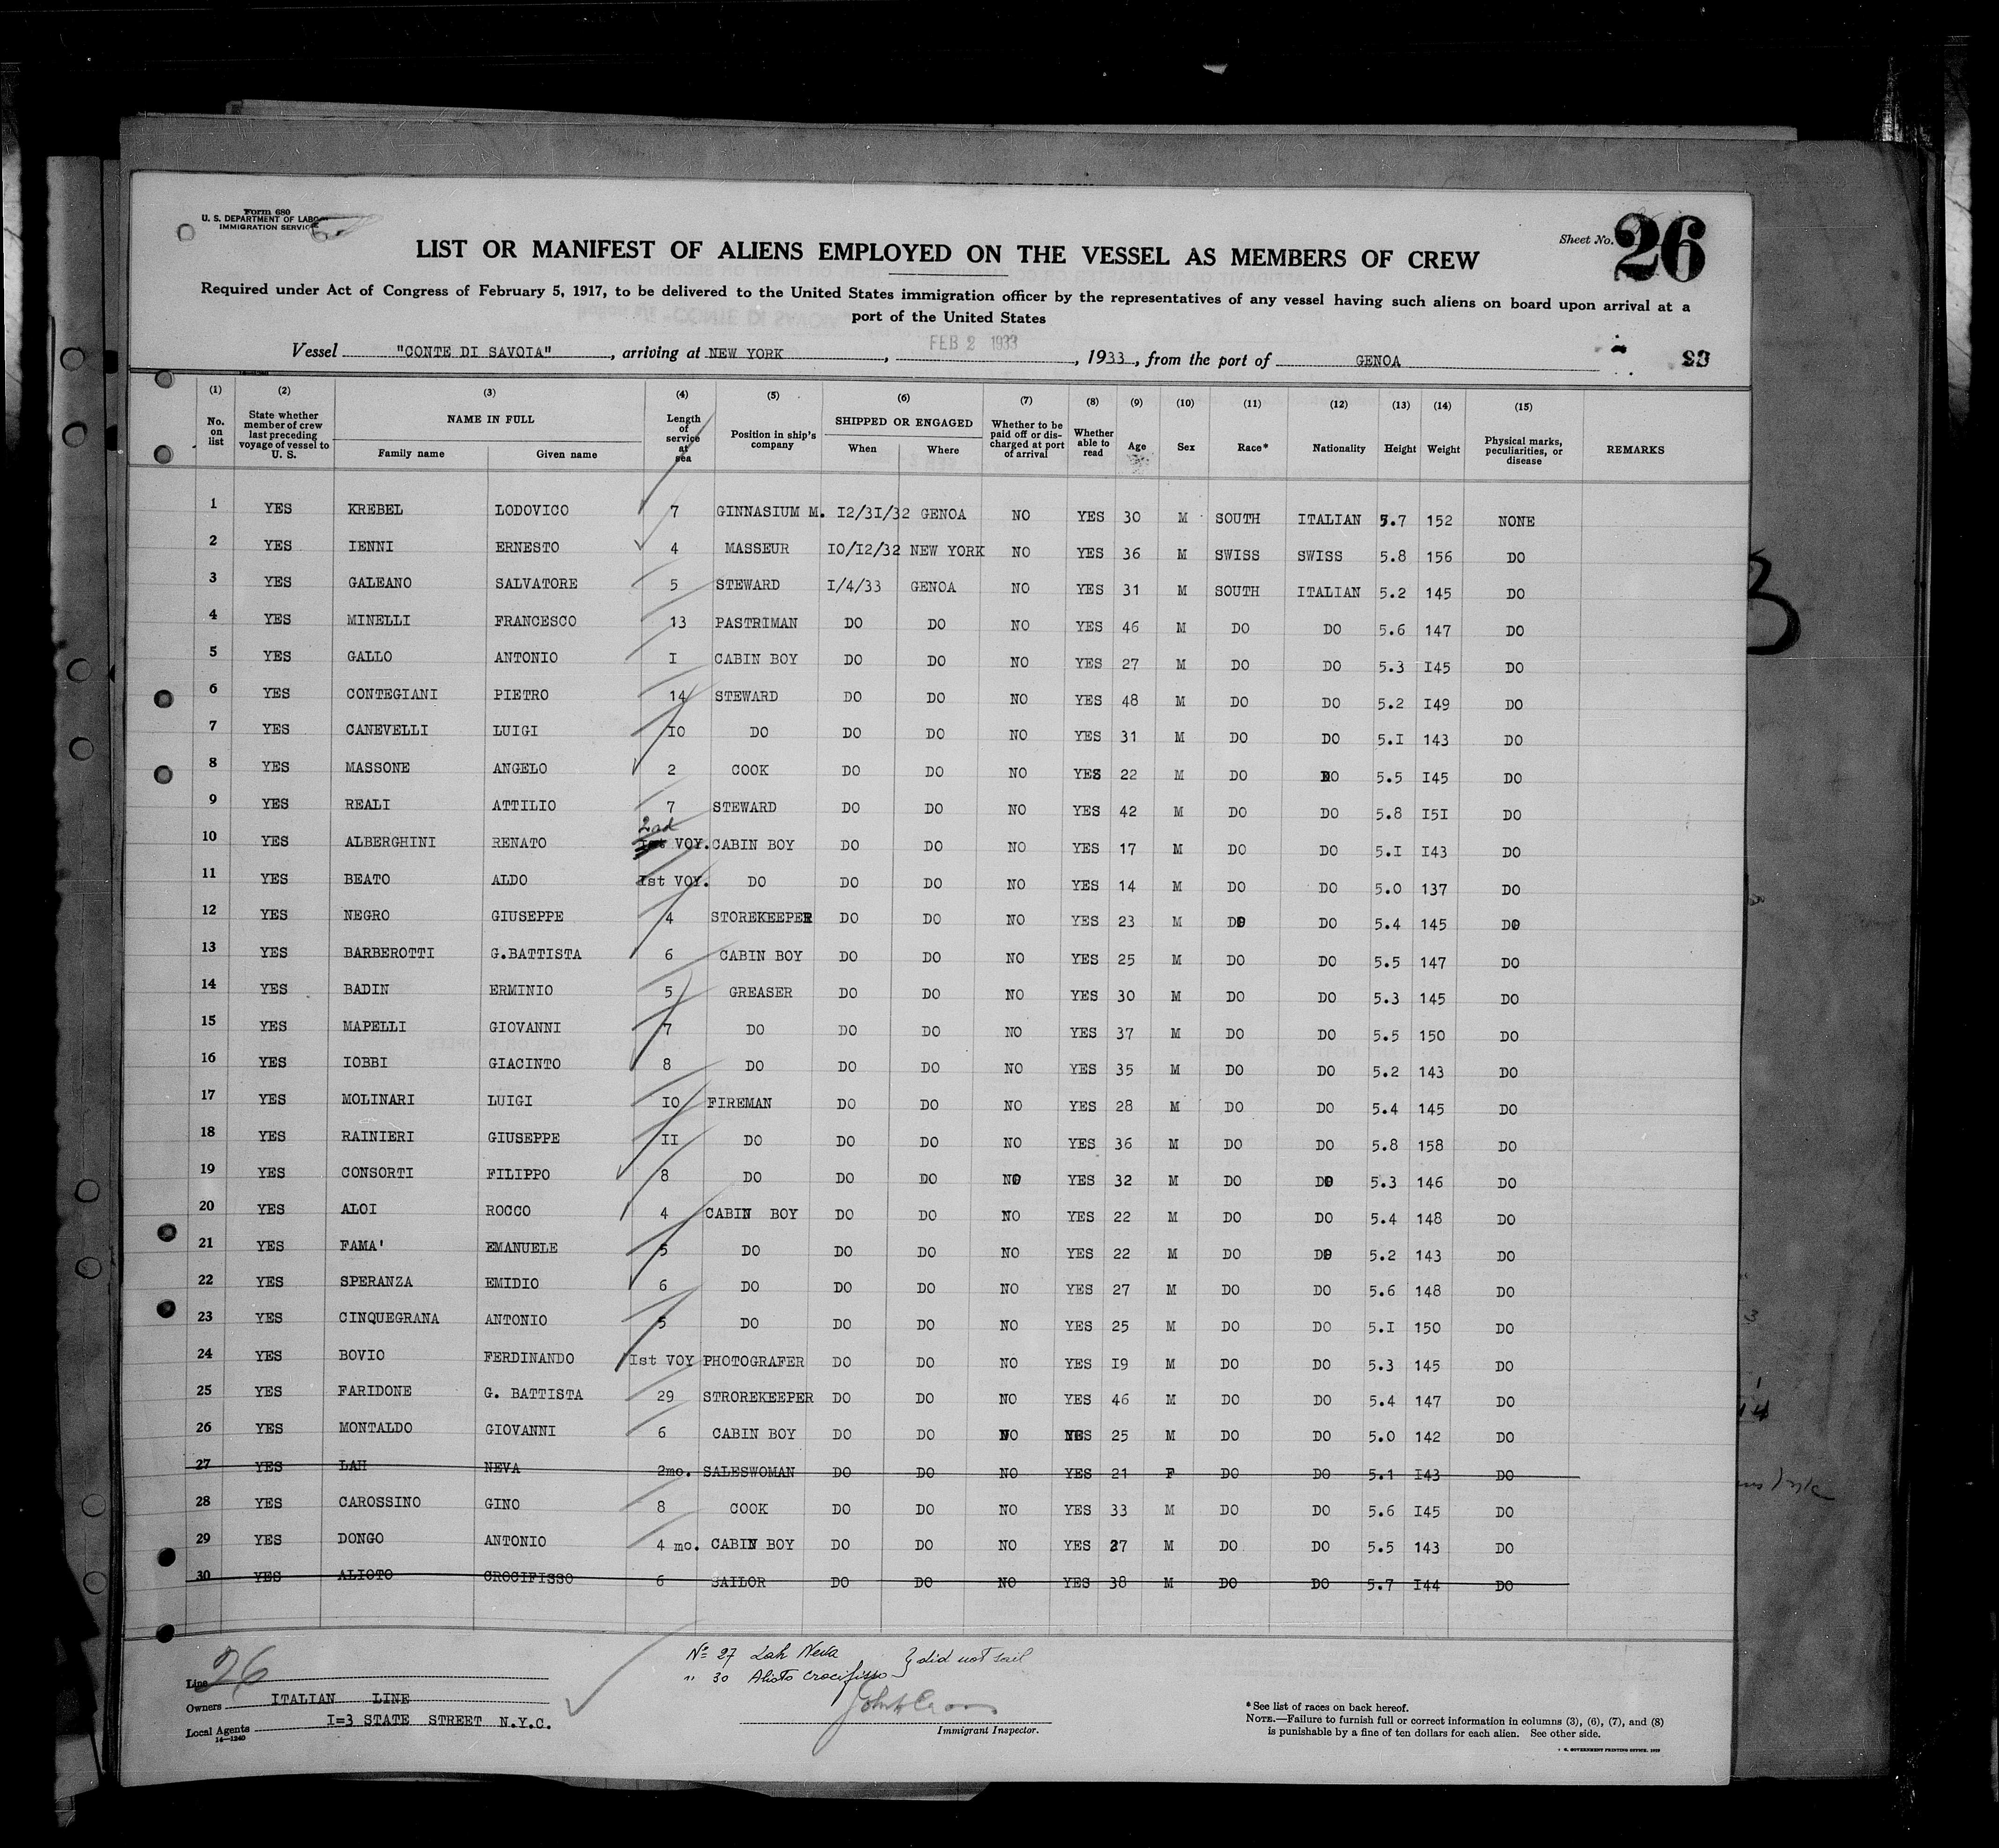 Form 680
U. S. DEPARTMENT OF LABOR
IMMIGRATION SERVICE
Sheet No. 26
LIST OR MANIFEST OF ALIENS EMPLOYED ON THE VESSEL AS MEMBERS OF CREW
Required under Act of Congress of February 5, 1917, to be delivered to the United States immigration officer by the representatives of any vessel having such aliens on board upon arrival at a
port of the United States
Vessel "CONTE DI SAVOIA", arriving at NEW YORK, FEB 2 1933, 1933, from the port of GENOA
(1) No. on list (2) State whether member of crew last preceding voyage of vessel to U. S. (3) NAME IN FULL Family name Given name (4) Length of service at sea (5) Position in ship's company (6) SHIPPED OR ENGAGED When Where (7) Whether to be paid off or discharged at port of arrival (8) Whether able to read (9) Age (10) Sex (11) Race* (12) Nationality (13) Height (14) Weight (15) Physical marks, peculiarities, or disease REMARKS
1 YES KREBEL LODOVICO 7 GINNASIUM M. I2/3I/32 GENOA NO YES 30 M SOUTH ITALIAN 5.7 152 NONE
2 YES IENNI ERNESTO 4 MASSEUR IO/I2/32 NEW YORK NO YES 36 M SWISS SWISS 5.8 156 DO
3 YES GALEANO SALVATORE 5 STEWARD I/4/33 GENOA NO YES 31 M SOUTH ITALIAN 5.2 145 DO
4 YES MINELLI FRANCESCO 13 PASTRIMAN DO DO NO YES 46 M DO DO 5.6 147 DO
5 YES GALLO ANTONIO I CABIN BOY DO DO NO YES 27 M DO DO 5.3 I45 DO
6 YES CONTEGIANI PIETRO 14 STEWARD DO DO NO YES 48 M DO DO 5.2 I49 DO
7 YES CANEVELLI LUIGI IO DO DO DO NO YES 31 M DO DO 5.I 143 DO
8 YES MASSONE ANGELO 2 COOK DO DO NO YES 22 M DO DO 5.5 I45 DO
9 YES REALI ATTILIO 7 STEWARD DO DO NO YES 42 M DO DO 5.8 I5I DO
10 YES ALBERGHINI RENATO 2nd Ist VOY. CABIN BOY DO DO NO YES 17 M DO DO 5.I I43 DO
11 YES BEATO ALDO Ist VOY. DO DO DO NO YES 14 M DO DO 5.0 137 DO
12 YES NEGRO GIUSEPPE 4 STOREKEEPER DO DO NO YES 23 M DO DO 5.4 145 DO
13 YES BARBEROTTI G.BATTISTA 6 CABIN BOY DO DO NO YES 25 M DO DO 5.5 147 DO
14 YES BADIN ERMINIO 5 GREASER DO DO NO YES 30 M DO DO 5.3 145 DO
15 YES MAPELLI GIOVANNI 7 DO DO DO NO YES 37 M DO DO 5.5 150 DO
16 YES IOBBI GIACINTO 8 DO DO DO NO YES 35 M DO DO 5.2 143 DO
17 YES MOLINARI LUIGI IO FIREMAN DO DO NO YES 28 M DO DO 5.4 145 DO
18 YES RAINIERI GIUSEPPE II DO DO DO NO YES 36 M DO DO 5.8 158 DO
19 YES CONSORTI FILIPPO 8 DO DO DO NO YES 32 M DO DO 5.3 146 DO
20 YES ALOI ROCCO 4 CABIN BOY DO DO NO YES 22 M DO DO 5.4 148 DO
21 YES FAMA' EMANUELE 5 DO DO DO NO YES 22 M DO DO 5.2 143 DO
22 YES SPERANZA EMIDIO 6 DO DO DO NO YES 27 M DO DO 5.6 148 DO
23 YES CINQUEGRANA ANTONIO 5 DO DO DO NO YES 25 M DO DO 5.I 150 DO
24 YES BOVIO FERDINANDO Ist VOY PHOTOGRAFER DO DO NO YES I9 M DO DO 5.3 145 DO
25 YES FARIDONE G. BATTISTA 29 STROREKEEPER DO DO NO YES 46 M DO DO 5.4 147 DO
26 YES MONTALDO GIOVANNI 6 CABIN BOY DO DO NO YES 25 M DO DO 5.0 142 DO
27 YES LAH NEVA 2mo. SALESWOMAN DO DO NO YES 21 F DO DO 5.1 I43 DO
28 YES CAROSSINO GINO 8 COOK DO DO NO YES 33 M DO DO 5.6 I45 DO
29 YES DONGO ANTONIO 4 mo. CABIN BOY DO DO NO YES 27 M DO DO 5.5 143 DO
30 YES ALIOTO CROCIFISSO 6 SAILOR DO DO NO YES 38 M DO DO 5.7 I44 DO
Nº 27 Lah Neva } did not sail
" 30 Alioto Crocifisso
Line 26
Owners ITALIAN LINE
Local Agents I=3 STATE STREET N.Y.C.
14—1240
Immigrant Inspector.
*See list of races on back hereof.
NOTE.—Failure to furnish full or correct information in columns (3), (6), (7), and (8)
is punishable by a fine of ten dollars for each alien. See other side.